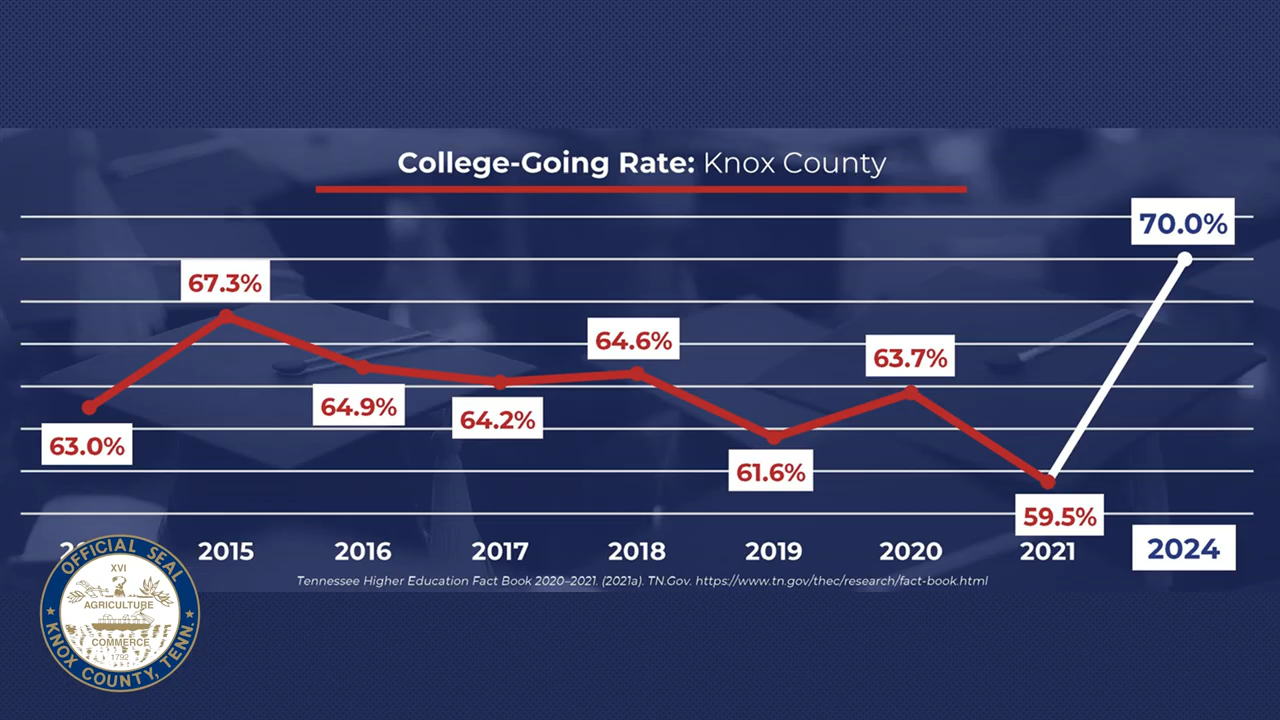 College-Going Rate: Knox County
70.0%
67.3%
64.6%
63.7%
64.9%
64.2%
63.0%
61.6%
59.5%
2015 2016 2017 2018 2019 2020 2021 2024
Tennessee Higher Education Fact Book 2020–2021. (2021a). TN.Gov. https://www.tn.gov/thec/research/fact-book.html
OFFICIAL SEAL
XVI
AGRICULTURE
COMMERCE
1792
KNOX COUNTY, TENN.